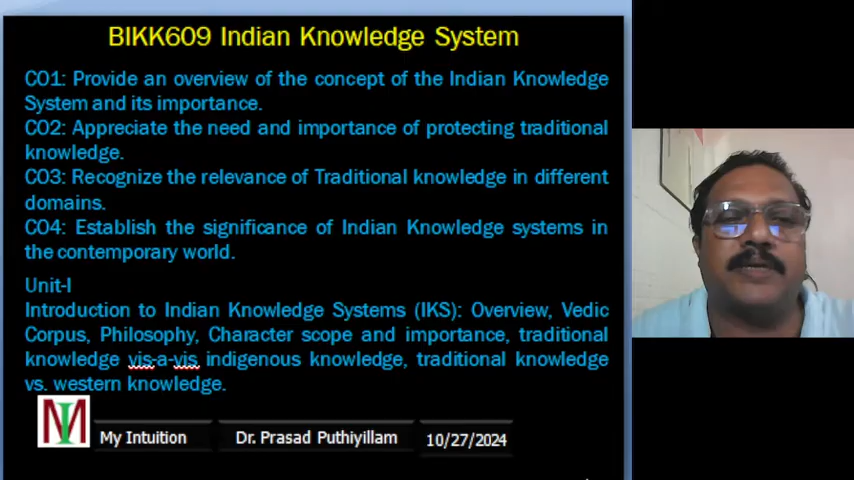 BIKK609 Indian Knowledge System
CO1: Provide an overview of the concept of the Indian Knowledge
System and its importance.
CO2: Appreciate the need and importance of protecting traditional
knowledge.
CO3: Recognize the relevance of Traditional knowledge in different
domains.
CO4: Establish the significance of Indian Knowledge systems in
the contemporary world.
Unit-I
Introduction to Indian Knowledge Systems (IKS): Overview, Vedic
Corpus, Philosophy, Character scope and importance, traditional
knowledge vis-a-vis indigenous knowledge, traditional knowledge
vs. western knowledge.
MI
My Intuition
Dr. Prasad Puthiyillam
10/27/2024